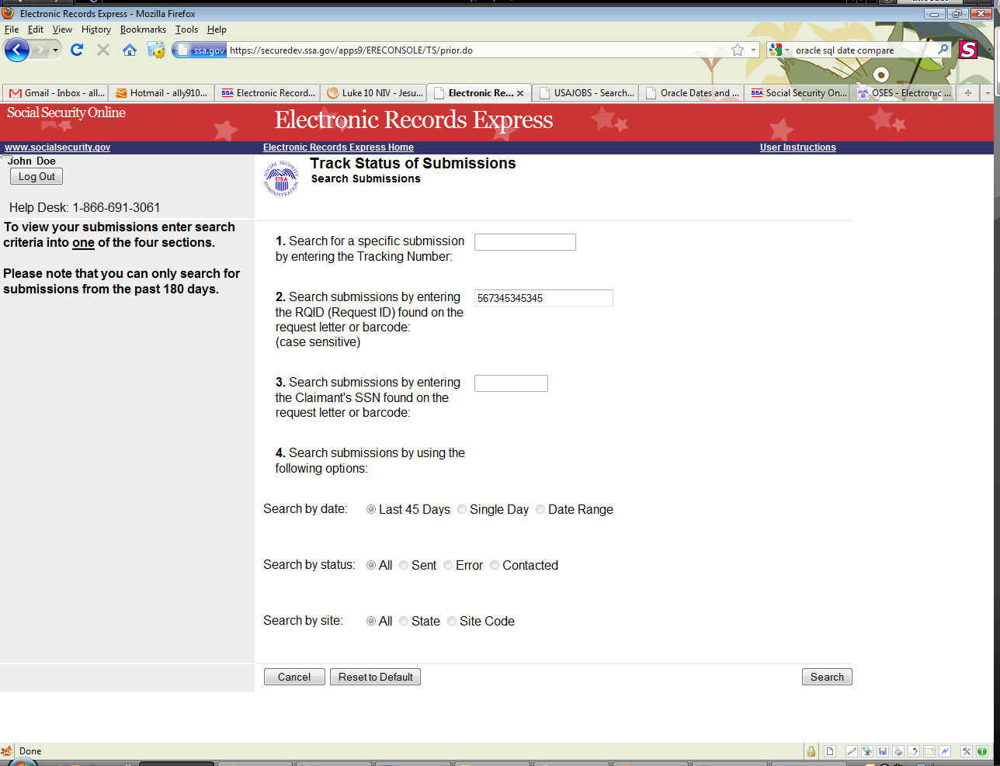 Electronic Records Express - Mozilla Firefox
File Edit View History Bookmarks Tools Help
ssa.gov https://securedev.ssa.gov/apps9/ERECONSOLE/TS/prior.do
oracle sql date compare
S
Gmail - Inbox - all...
Hotmail - ally910...
SSA Electronic Record...
Luke 10 NIV - Jesu...
Electronic Re...
USAJOBS - Search...
Oracle Dates and ...
SSA Social Security On...
OSES - Electronic ...
Social Security Online
Electronic Records Express
www.socialsecurity.gov
Electronic Records Express Home
User Instructions
John Doe
Log Out
Help Desk: 1-866-691-3061
To view your submissions enter search
criteria into one of the four sections.
Please note that you can only search for
submissions from the past 180 days.
SOCIAL SECURITY ADMINISTRATION
USA
Track Status of Submissions
Search Submissions
1. Search for a specific submission
by entering the Tracking Number:
2. Search submissions by entering
the RQID (Request ID) found on the
request letter or barcode:
(case sensitive)
567345345345
3. Search submissions by entering
the Claimant's SSN found on the
request letter or barcode:
4. Search submissions by using the
following options:
Search by date: Last 45 Days Single Day Date Range
Search by status: All Sent Error Contacted
Search by site: All State Site Code
Cancel Reset to Default Search
Done